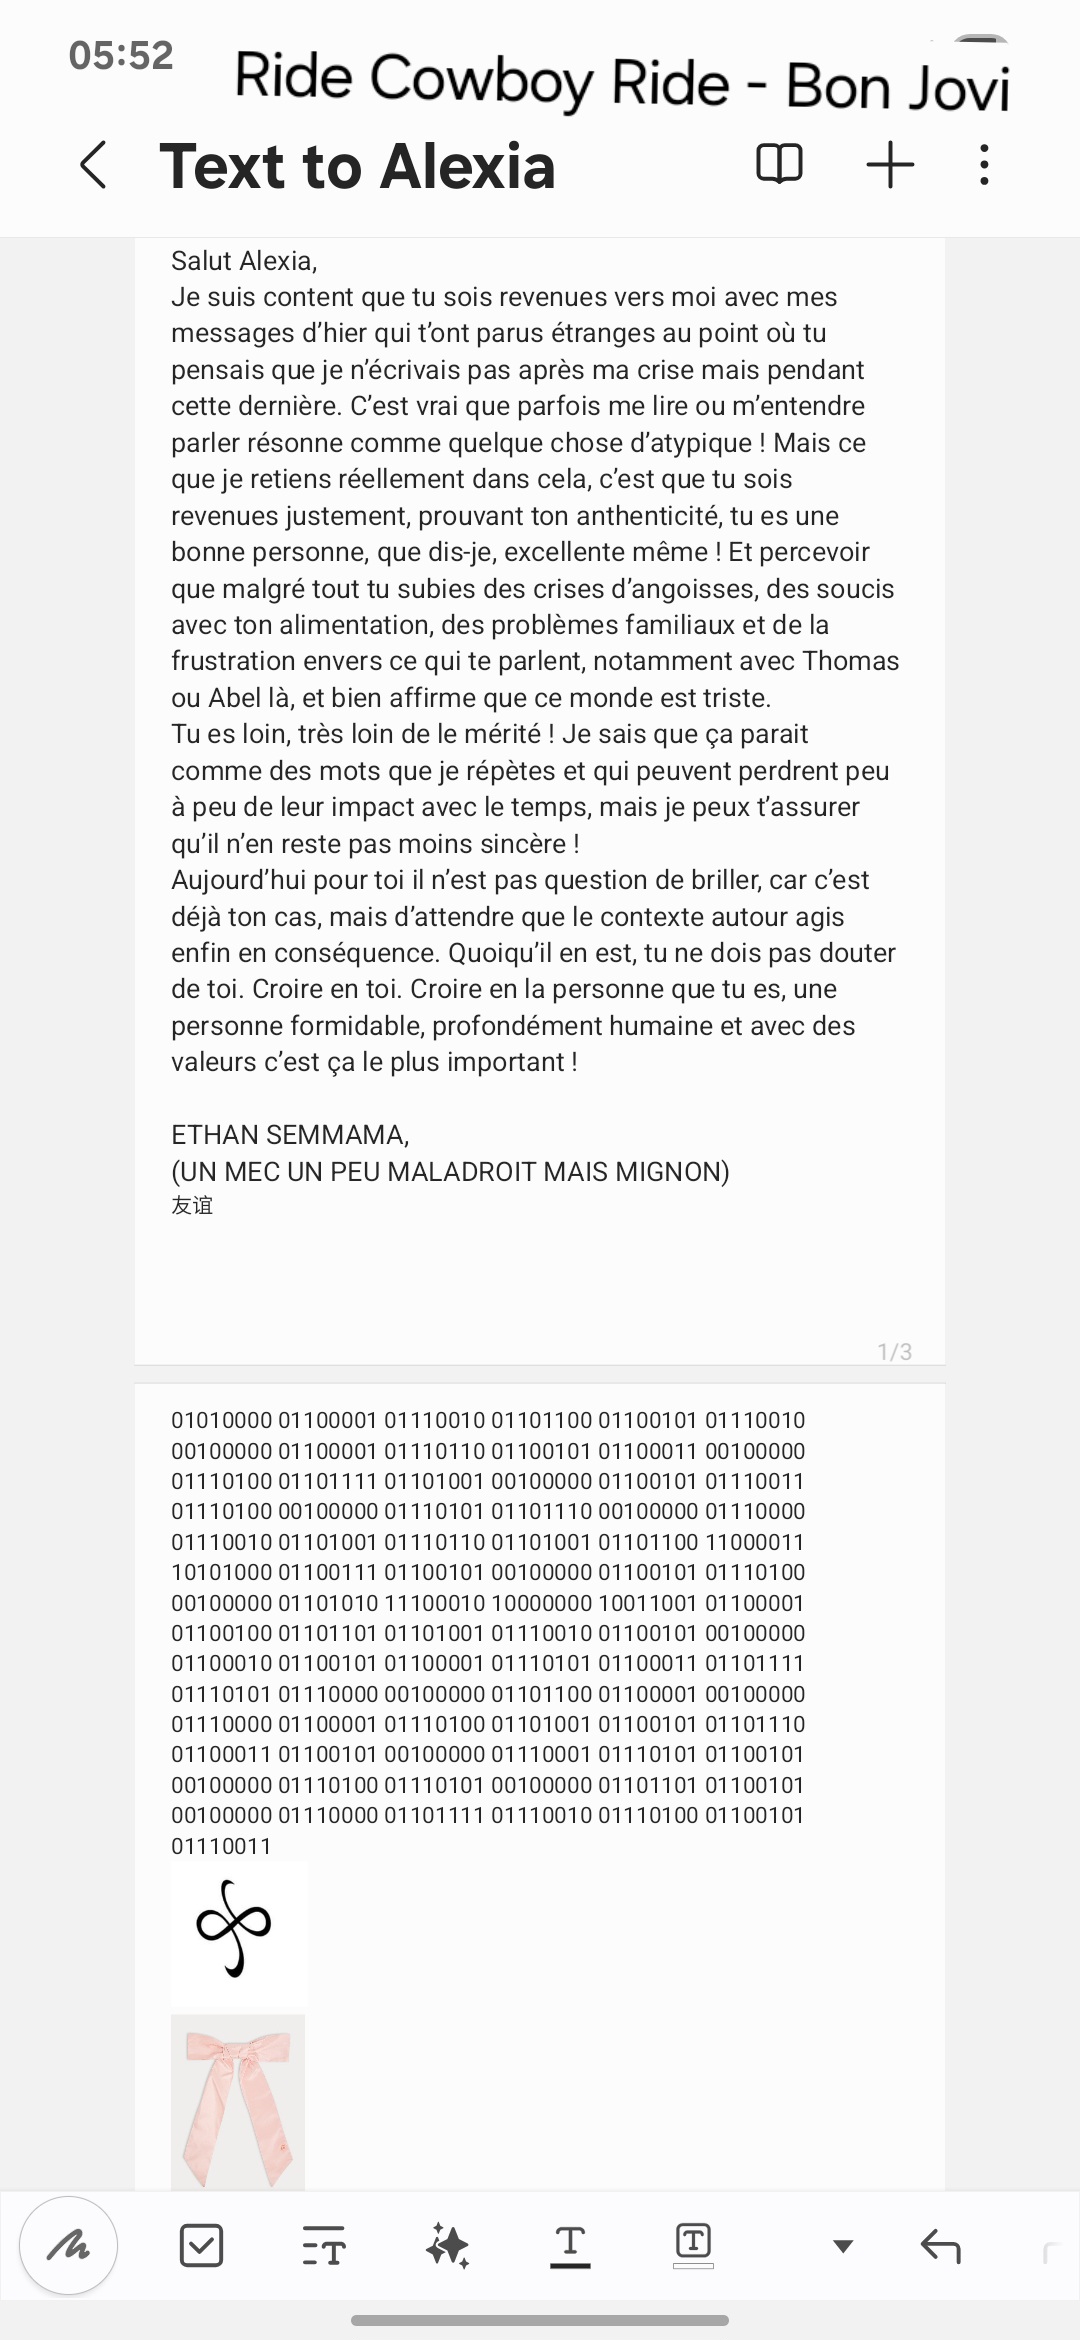 05:52
Ride Cowboy Ride - Bon Jovi
Text to Alexia
Salut Alexia,
Je suis content que tu sois revenues vers moi avec mes
messages d’hier qui t’ont parus étranges au point où tu
pensais que je n’écrivais pas après ma crise mais pendant
cette dernière. C’est vrai que parfois me lire ou m’entendre
parler résonne comme quelque chose d’atypique ! Mais ce
que je retiens réellement dans cela, c’est que tu sois
revenues justement, prouvant ton anthenticité, tu es une
bonne personne, que dis-je, excellente même ! Et percevoir
que malgré tout tu subies des crises d’angoisses, des soucis
avec ton alimentation, des problèmes familiaux et de la
frustration envers ce qui te parlent, notamment avec Thomas
ou Abel là, et bien affirme que ce monde est triste.
Tu es loin, très loin de le mérité ! Je sais que ça parait
comme des mots que je répètes et qui peuvent perdrent peu
à peu de leur impact avec le temps, mais je peux t’assurer
qu’il n’en reste pas moins sincère !
Aujourd’hui pour toi il n’est pas question de briller, car c’est
déjà ton cas, mais d’attendre que le contexte autour agis
enfin en conséquence. Quoiqu’il en est, tu ne dois pas douter
de toi. Croire en toi. Croire en la personne que tu es, une
personne formidable, profondément humaine et avec des
valeurs c’est ça le plus important !
ETHAN SEMMAMA,
(UN MEC UN PEU MALADROIT MAIS MIGNON)
友谊
1/3
01010000 01100001 01110010 01101100 01100101 01110010
00100000 01100001 01110110 01100101 01100011 00100000
01110100 01101111 01101001 00100000 01100101 01110011
01110100 00100000 01110101 01101110 00100000 01110000
01110010 01101001 01110110 01101001 01101100 11000011
10101000 01100111 01100101 00100000 01100101 01110100
00100000 01101010 11100010 10000000 10011001 01100001
01100100 01101101 01101001 01110010 01100101 00100000
01100010 01100101 01100001 01110101 01100011 01101111
01110101 01110000 00100000 01101100 01100001 00100000
01110000 01100001 01110100 01101001 01100101 01101110
01100011 01100101 00100000 01110001 01110101 01100101
00100000 01110100 01110101 00100000 01101101 01100101
00100000 01110000 01101111 01110010 01110100 01100101
01110011